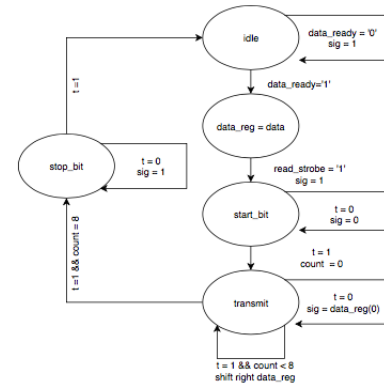 idle
data_ready = '0'
sig = 1
data_ready='1'
t =1
data_reg = data
stop_bit
t = 0
sig = 1
read_strobe = '1'
sig = 1
start_bit
t = 0
sig = 0
t = 1
count  = 0
t =1 && count = 8
transmit
t = 0
sig = data_reg(0)
t = 1 && count < 8
shift right data_reg